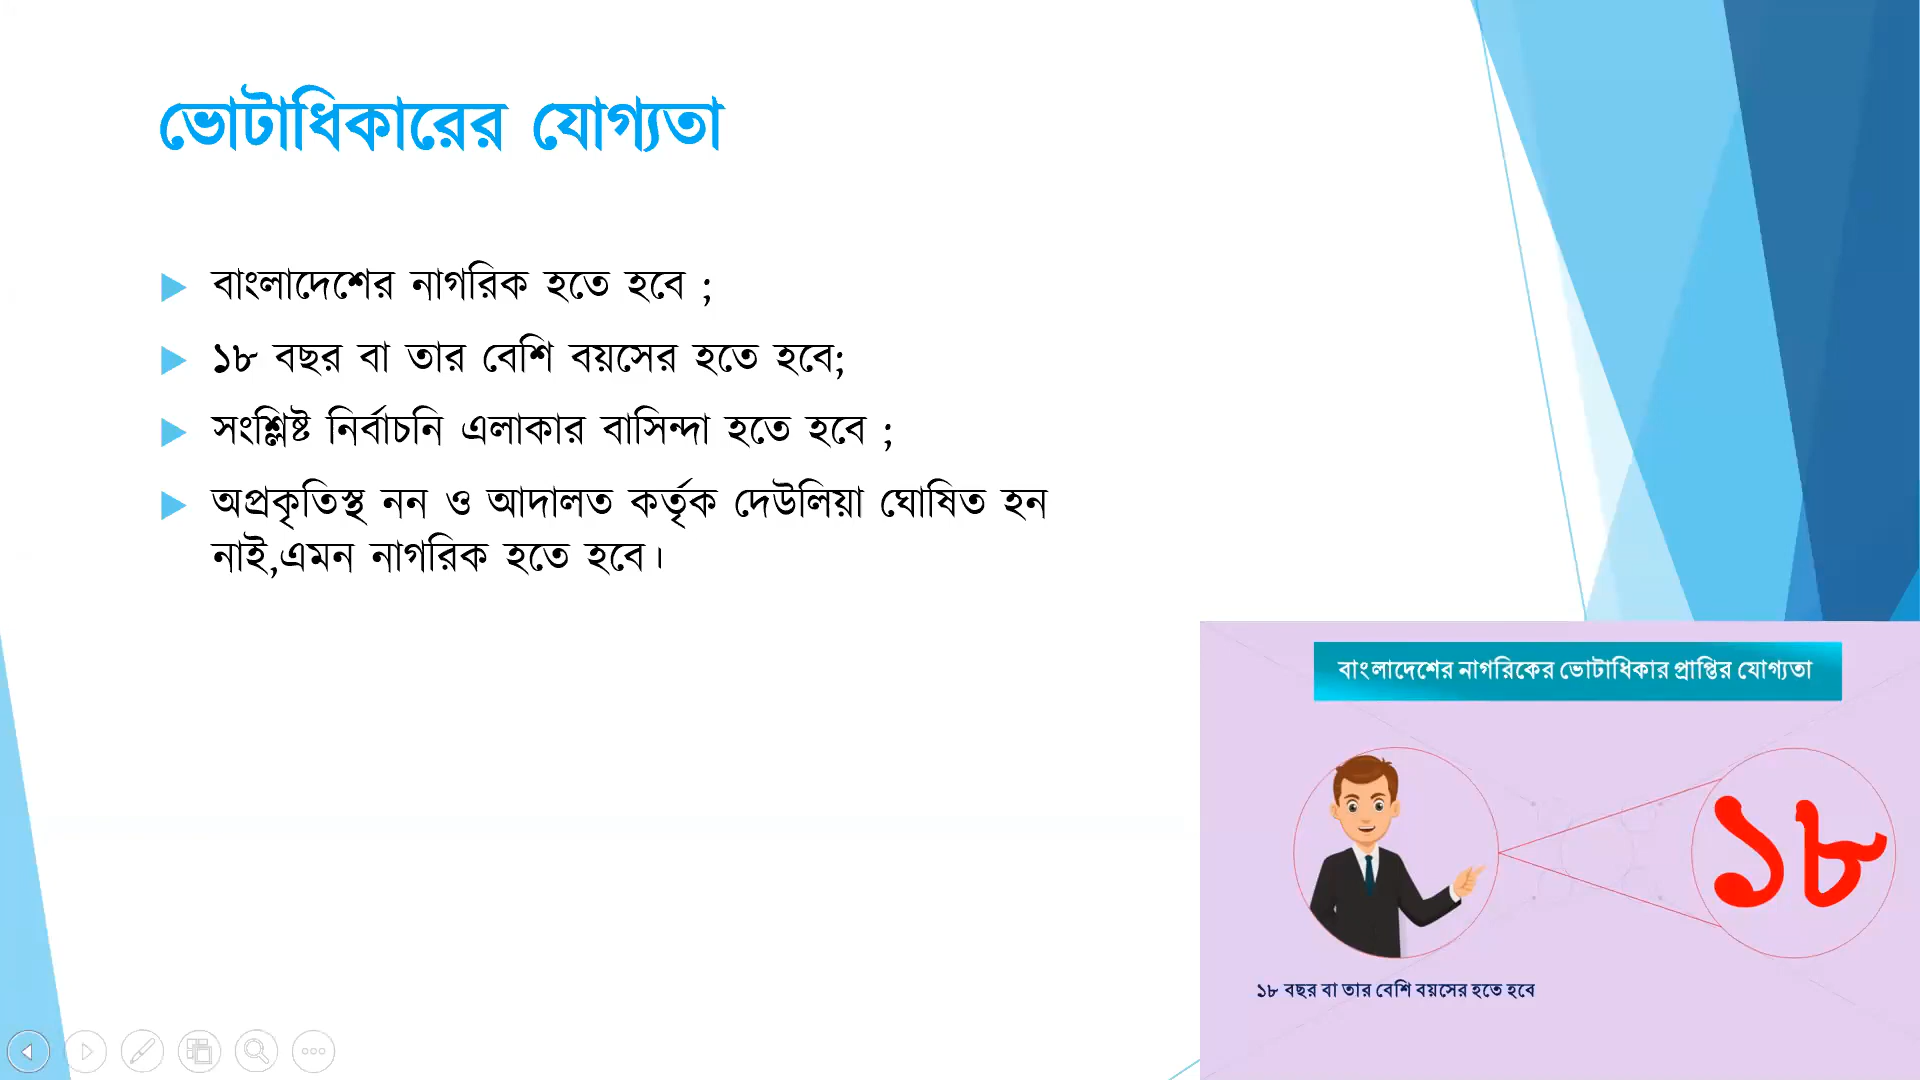 ভোটাধিকারের যোগ্যতা
বাংলাদেশের নাগরিক হতে হবে ;
১৮ বছর বা তার বেশি বয়সের হতে হবে;
সংশ্লিষ্ট নির্বাচনি এলাকার বাসিন্দা হতে হবে ;
অপ্রকৃতিস্থ নন ও আদালত কর্তৃক দেউলিয়া ঘোষিত হন
নাই,এমন নাগরিক হতে হবে।
বাংলাদেশের নাগরিকের ভোটাধিকার প্রাপ্তির যোগ্যতা
১৮
১৮ বছর বা তার বেশি বয়সের হতে হবে